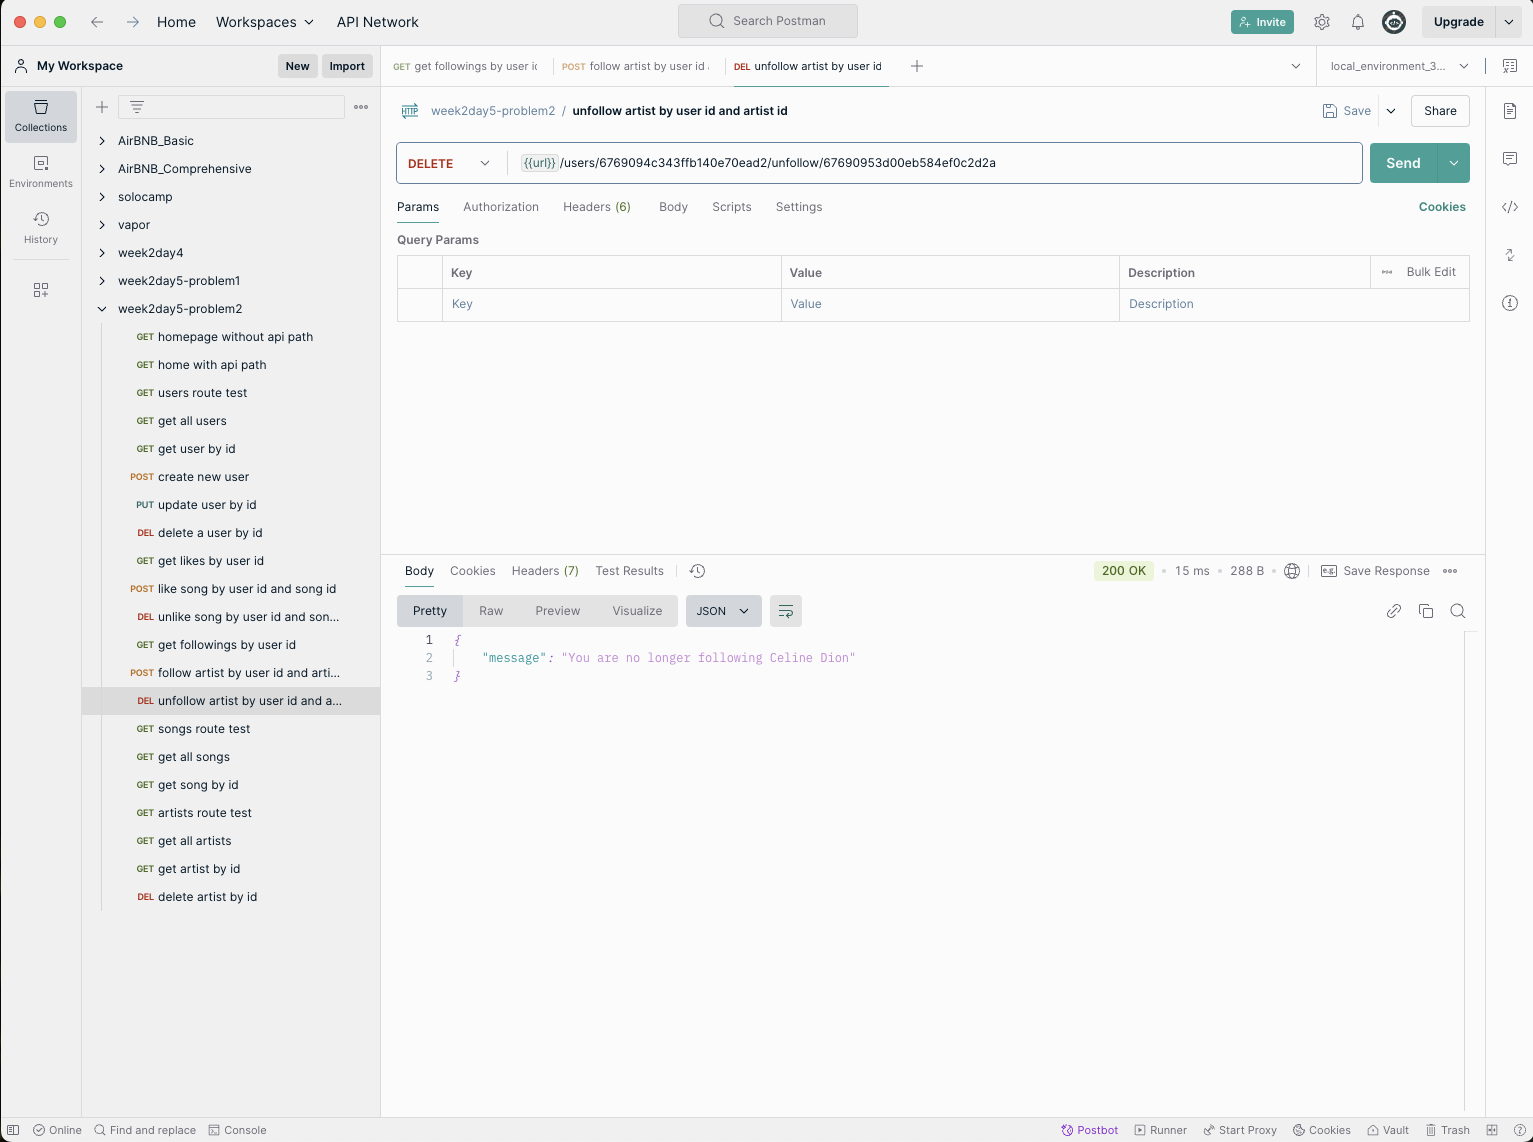 Home Workspaces API Network Search Postman Invite Upgrade
My Workspace New Import GET get followings by user id POST follow artist by user id DEL unfollow artist by user id local_environment_3...
Collections
Environments
History
AirBNB_Basic
AirBNB_Comprehensive
solocamp
vapor
week2day4
week2day5-problem1
week2day5-problem2
GET homepage without api path
GET home with api path
GET users route test
GET get all users
GET get user by id
POST create new user
PUT update user by id
DEL delete a user by id
GET get likes by user id
POST like song by user id and song id
DEL unlike song by user id and son...
GET get followings by user id
POST follow artist by user id and arti...
DEL unfollow artist by user id and a...
GET songs route test
GET get all songs
GET get song by id
GET artists route test
GET get all artists
GET get artist by id
DEL delete artist by id
HTTP week2day5-problem2 / unfollow artist by user id and artist id Save Share
DELETE {{url}}/users/6769094c343ffb140e70ead2/unfollow/67690953d00eb584ef0c2d2a Send
Params Authorization Headers (6) Body Scripts Settings Cookies
Query Params
Key Value Description Bulk Edit
Key Value Description
Body Cookies Headers (7) Test Results 200 OK • 15 ms • 288 B • e.g. Save Response
Pretty Raw Preview Visualize JSON
1 {
2 "message": "You are no longer following Celine Dion"
3 }
Online Find and replace Console Postbot Runner Start Proxy Cookies Vault Trash